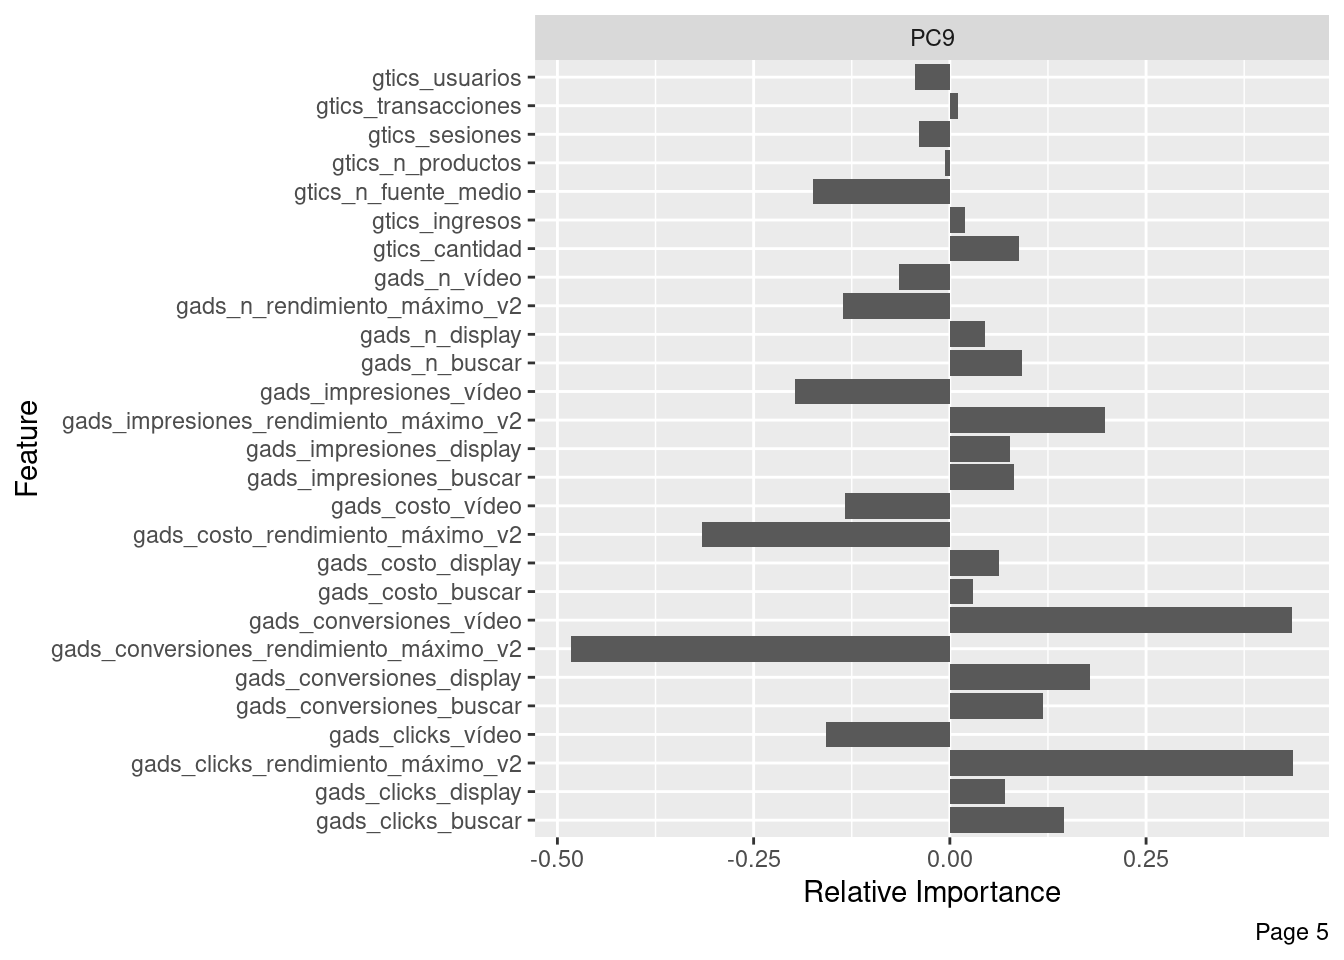 PC9
gtics_usuarios
gtics_transacciones
gtics_sesiones
gtics_n_productos
gtics_n_fuente_medio
gtics_ingresos
gtics_cantidad
gads_n_vídeo
gads_n_rendimiento_máximo_v2
gads_n_display
gads_n_buscar
gads_impresiones_vídeo
gads_impresiones_rendimiento_máximo_v2
gads_impresiones_display
gads_impresiones_buscar
gads_costo_vídeo
gads_costo_rendimiento_máximo_v2
gads_costo_display
gads_costo_buscar
gads_conversiones_vídeo
gads_conversiones_rendimiento_máximo_v2
gads_conversiones_display
gads_conversiones_buscar
gads_clicks_vídeo
gads_clicks_rendimiento_máximo_v2
gads_clicks_display
gads_clicks_buscar
Feature
-0.50 -0.25 0.00 0.25
Relative Importance
Page 5